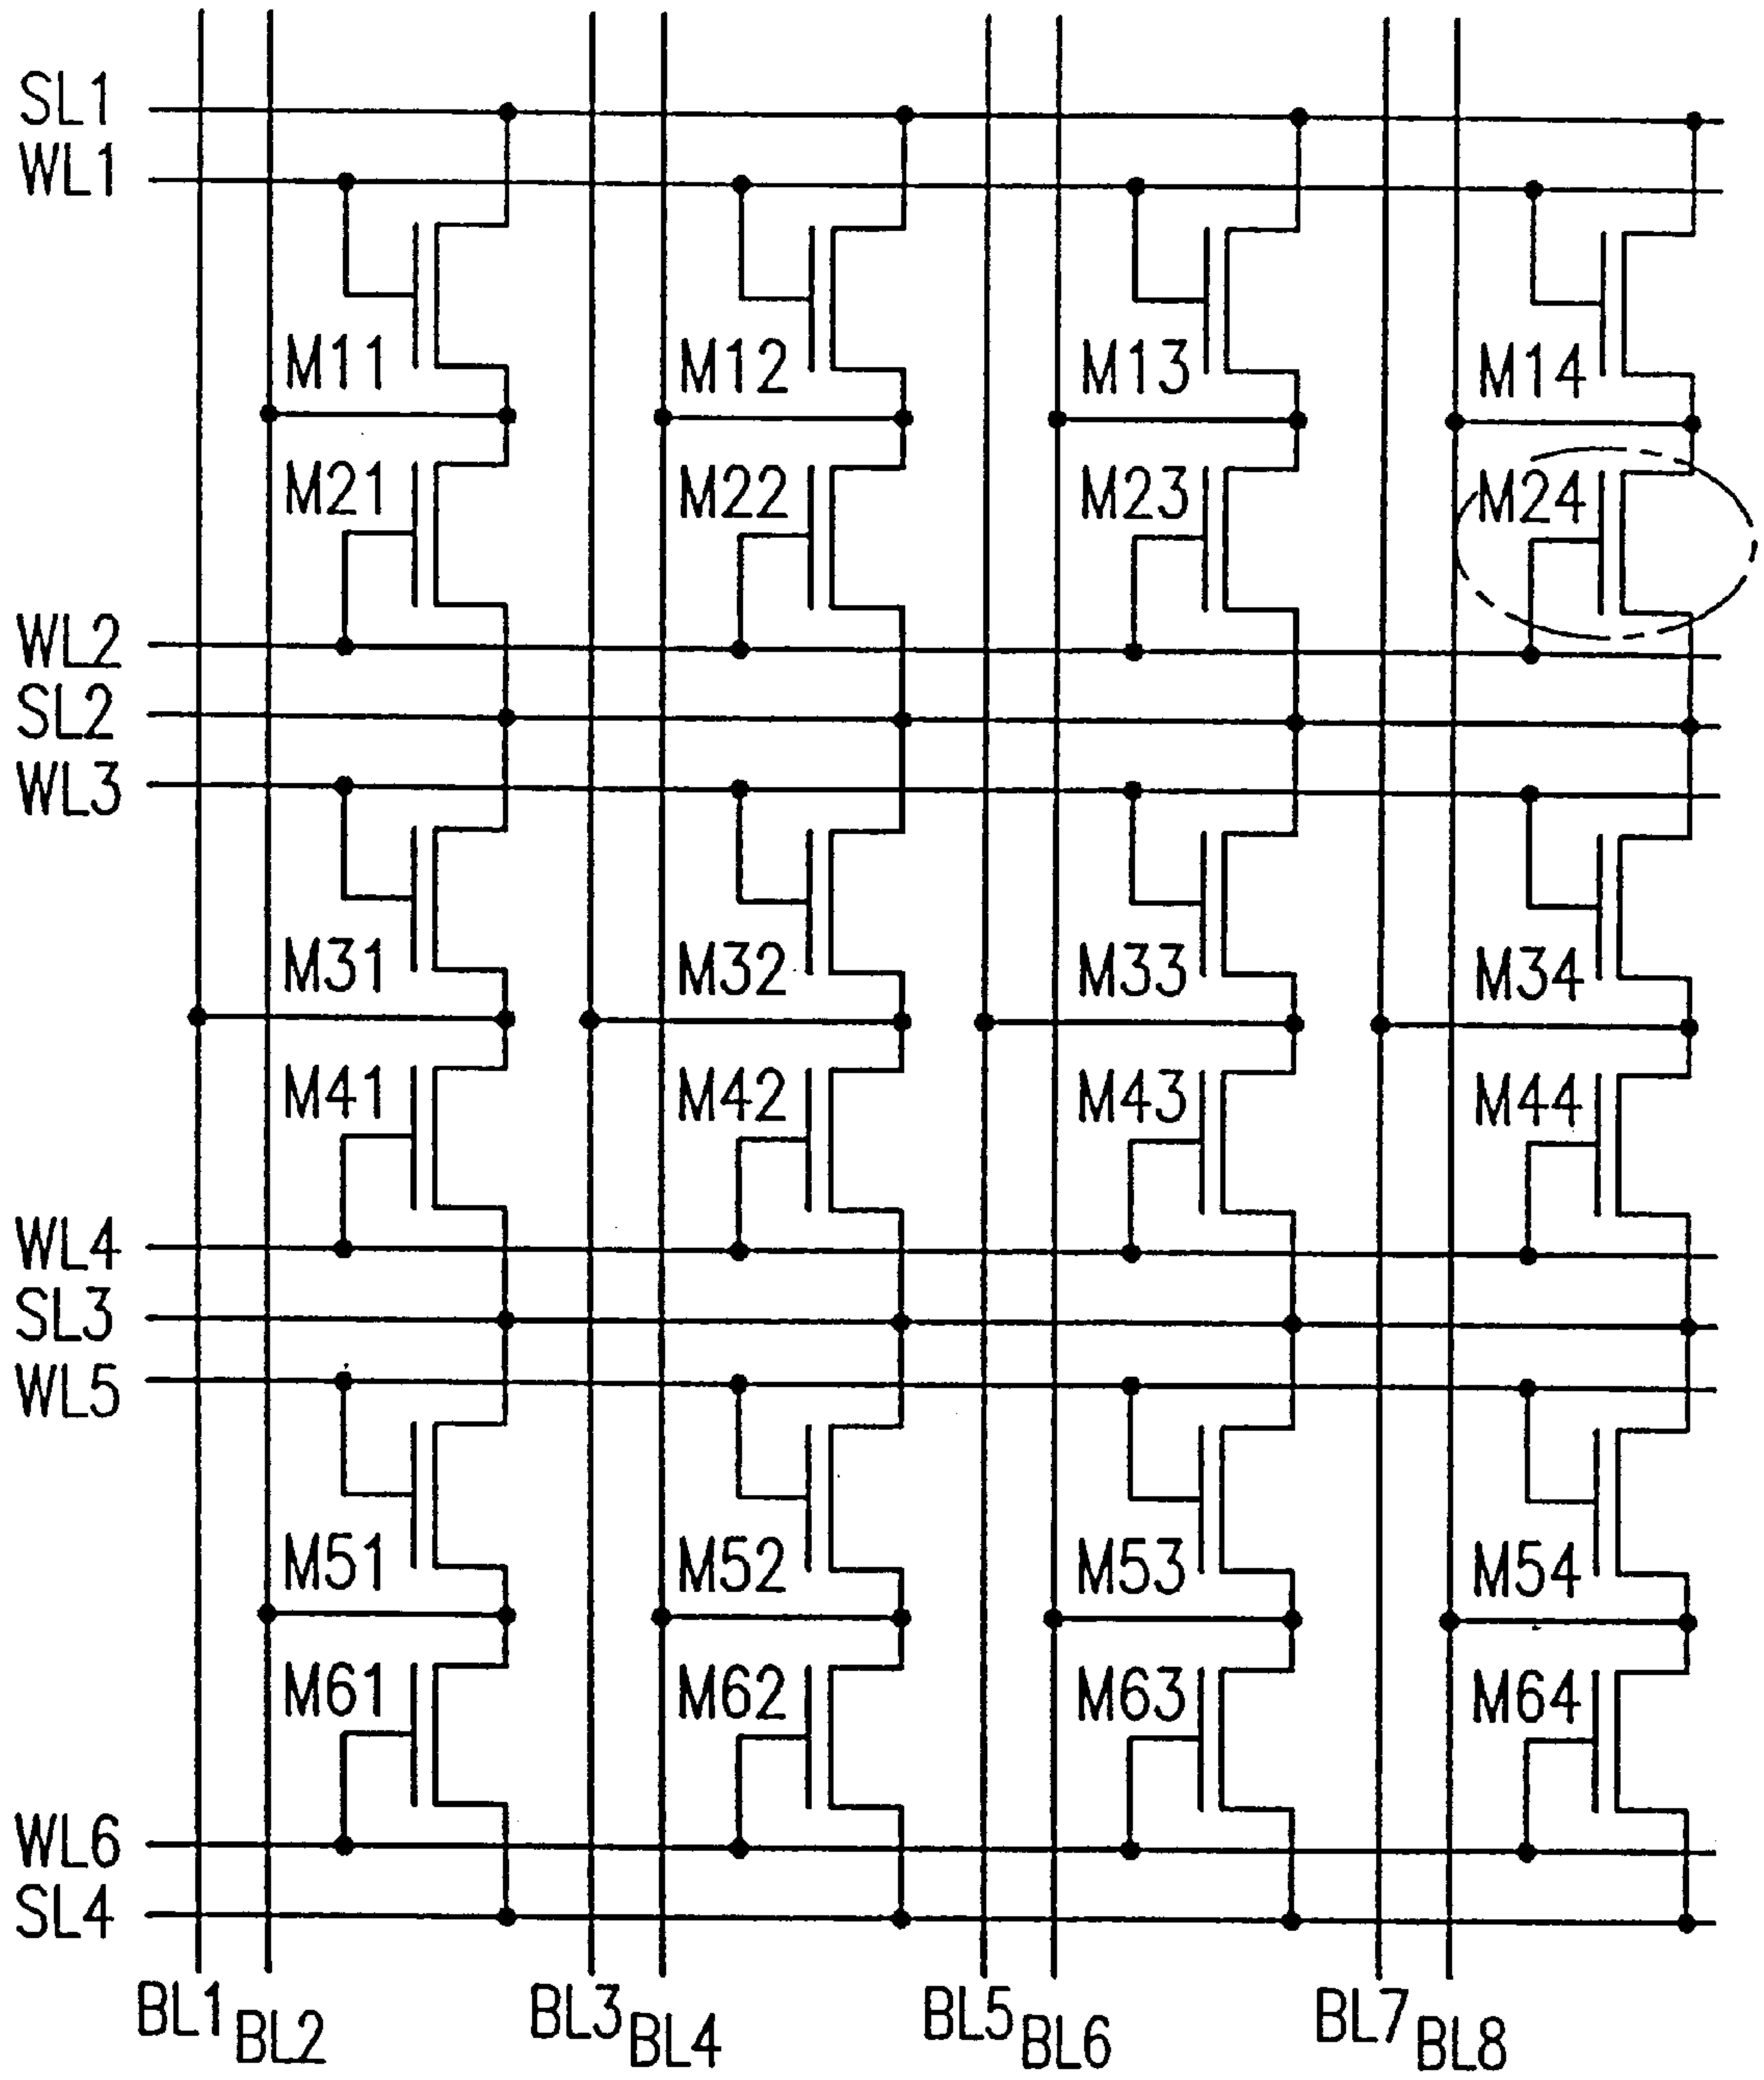 SL1
WL1
M11 M12 M13 M14
M21 M22 M23 M24
WL2
SL2
WL3
M31 M32 M33 M34
M41 M42 M43 M44
WL4
SL3
WL5
M51 M52 M53 M54
M61 M62 M63 M64
WL6
SL4
BL1 BL2 BL3 BL4 BL5 BL6 BL7 BL8